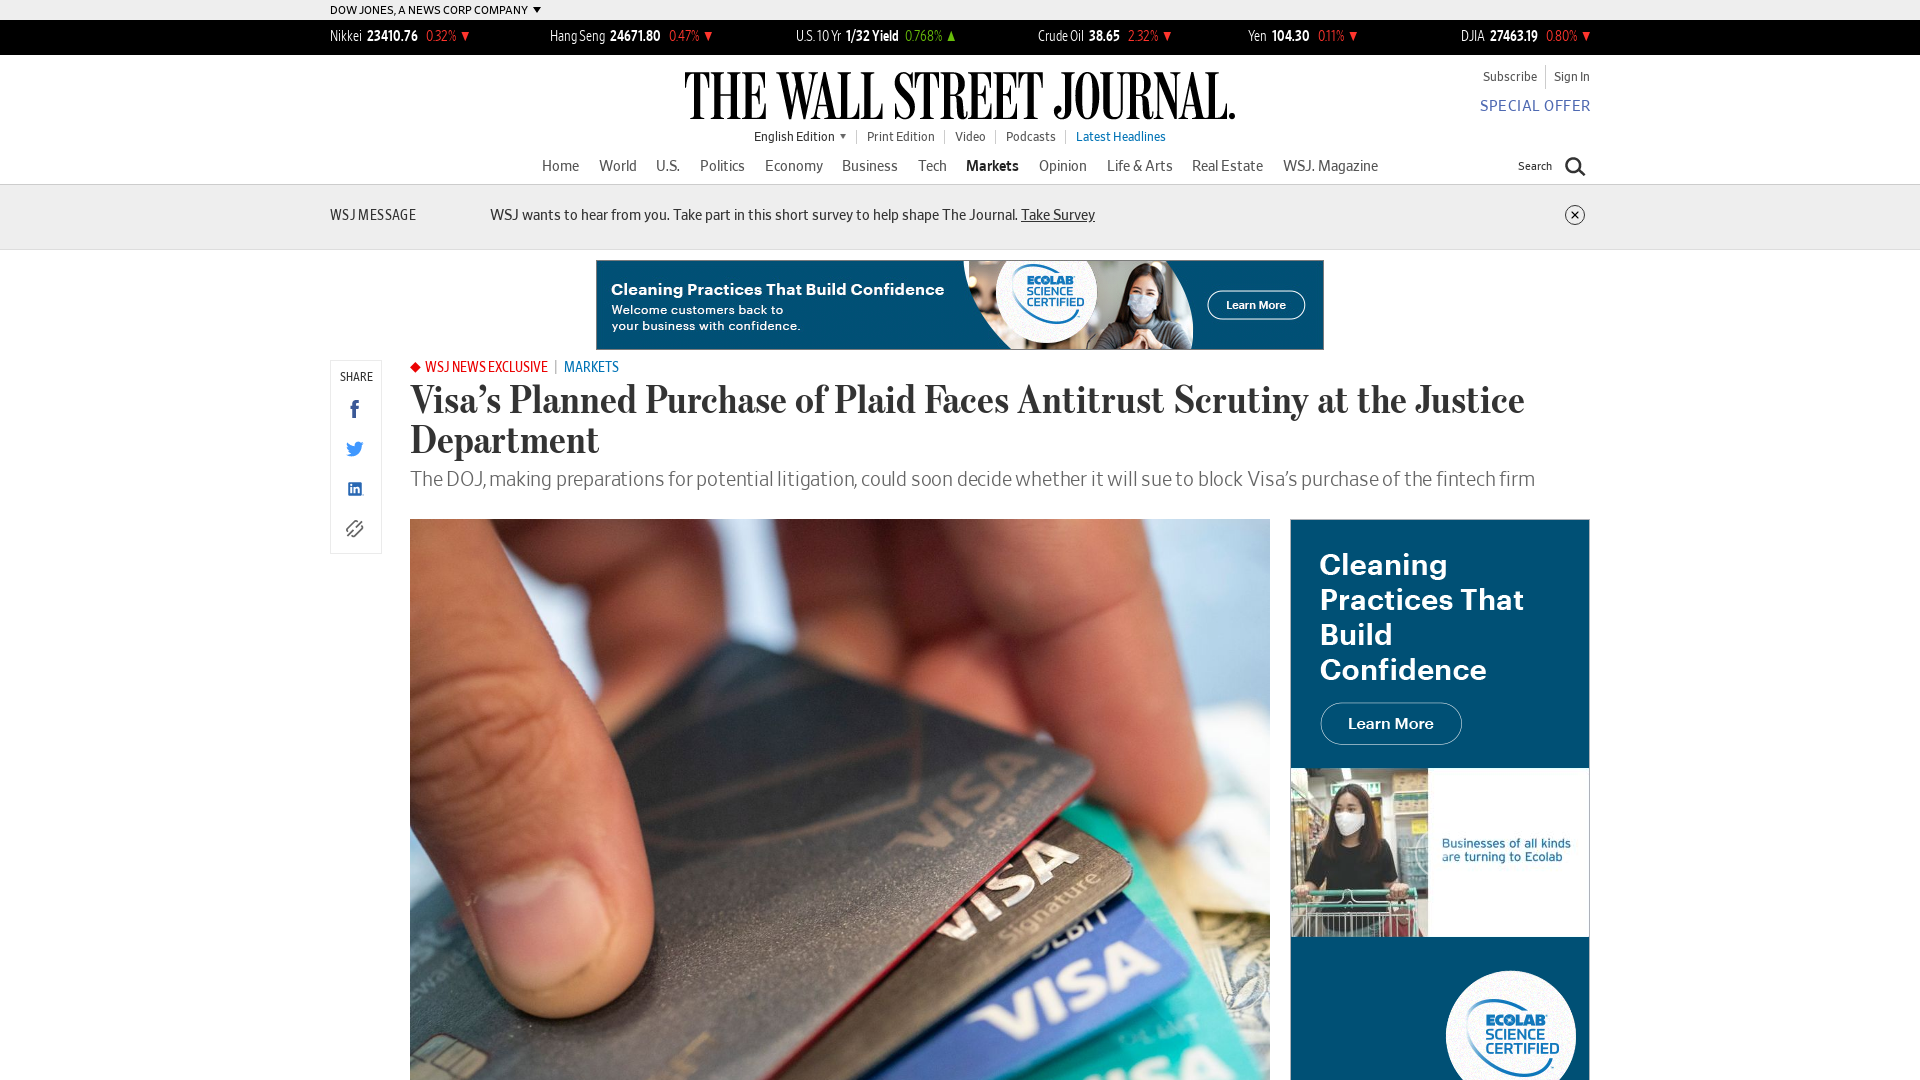 DOW JONES, A NEWS CORP COMPANY
Nikkei 23410.76 0.32% ▼
Hang Seng 24671.80 0.47% ▼
U.S. 10 Yr 1/32 Yield 0.768% ▲
Crude Oil 38.65 2.32% ▼
Yen 104.30 0.11% ▼
DJIA 27463.19 0.80% ▼
THE WALL STREET JOURNAL.
Subscribe
Sign In
SPECIAL OFFER
English Edition
Print Edition
Video
Podcasts
Latest Headlines
Home World U.S. Politics Economy Business Tech Markets Opinion Life & Arts Real Estate WSJ. Magazine
Search
WSJ MESSAGE
WSJ wants to hear from you. Take part in this short survey to help shape The Journal. Take Survey
Cleaning Practices That Build Confidence
Welcome customers back to
your business with confidence.
ECOLAB
SCIENCE
CERTIFIED
Learn More
SHARE
WSJ NEWS EXCLUSIVE | MARKETS
Visa’s Planned Purchase of Plaid Faces Antitrust Scrutiny at the Justice
Department
The DOJ, making preparations for potential litigation, could soon decide whether it will sue to block Visa’s purchase of the fintech firm
VISA
Signature
VISA
Signature
DEBIT
VISA
VISA
Cleaning
Practices That
Build
Confidence
Learn More
Businesses of all kinds
are turning to Ecolab
ECOLAB
SCIENCE
CERTIFIED